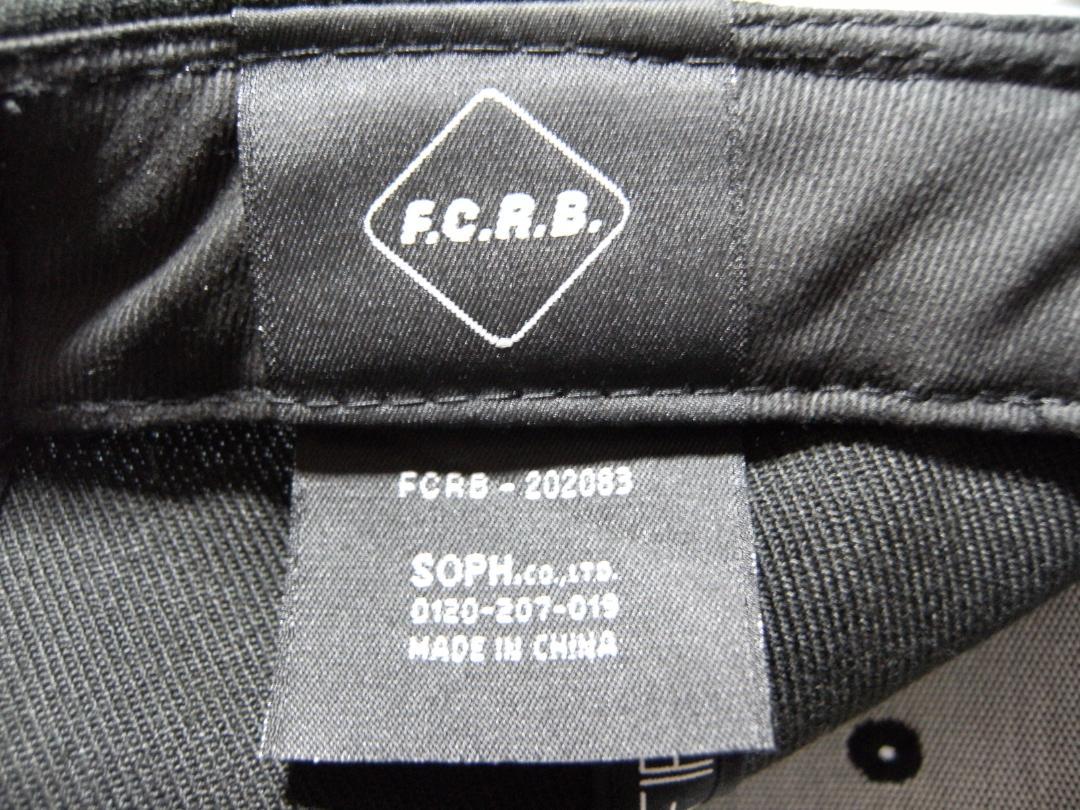 F.C.R.B.
FCRB - 202083
SOPH.CO.,LTD.
0120-207-019
MADE IN CHINA